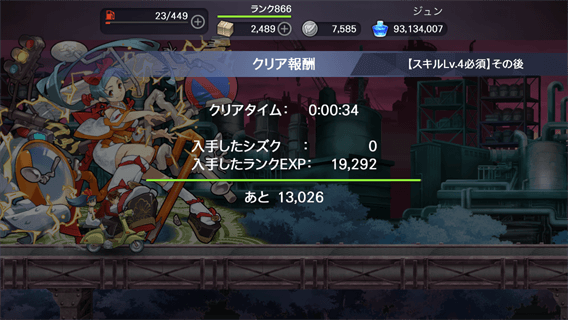 ランク866
23/449
2,489
7,585
ジュン
93,134,007
クリア報酬
【スキルLv.4必須】その後
クリアタイム： 0:00:34
入手したシズク ： 0
入手したランクEXP： 19,292
あと 13,026